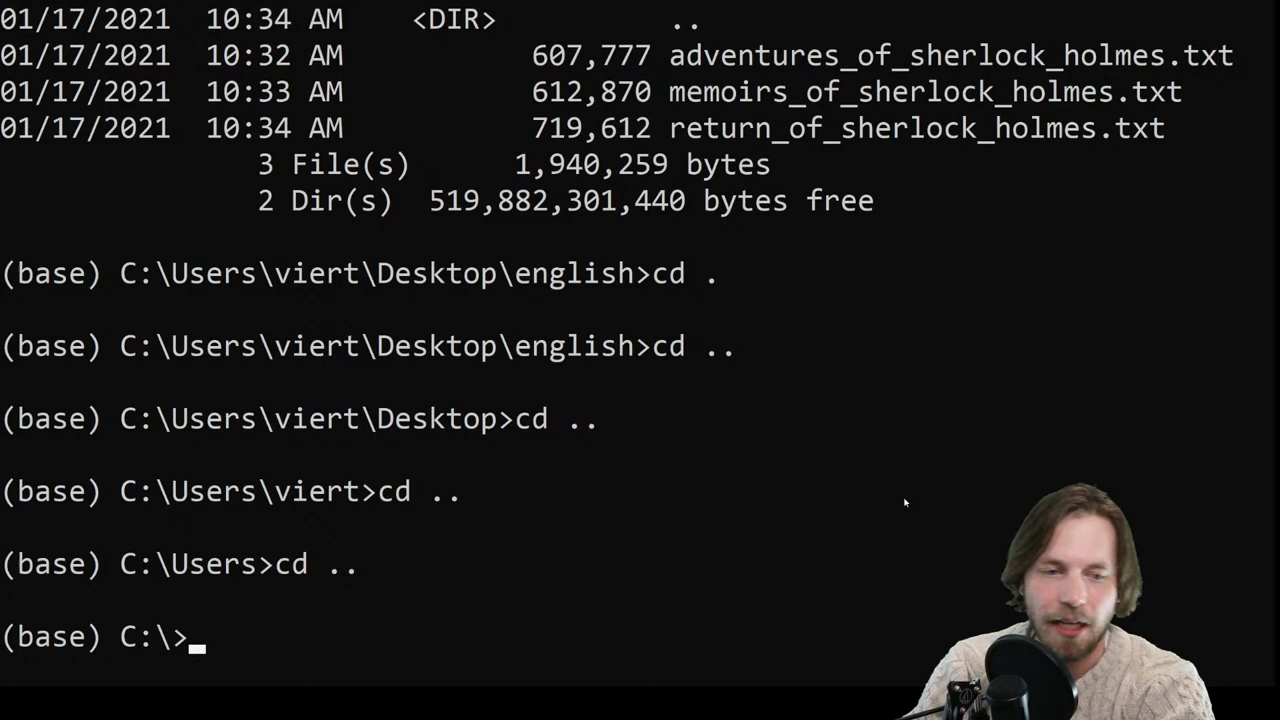 01/17/2021  10:34 AM    <DIR>          ..
01/17/2021  10:32 AM           607,777 adventures_of_sherlock_holmes.txt
01/17/2021  10:33 AM           612,870 memoirs_of_sherlock_holmes.txt
01/17/2021  10:34 AM           719,612 return_of_sherlock_holmes.txt
               3 File(s)      1,940,259 bytes
               2 Dir(s)  519,882,301,440 bytes free
(base) C:\Users\viert\Desktop\english>cd .
(base) C:\Users\viert\Desktop\english>cd ..
(base) C:\Users\viert\Desktop>cd ..
(base) C:\Users\viert>cd ..
(base) C:\Users>cd ..
(base) C:\>